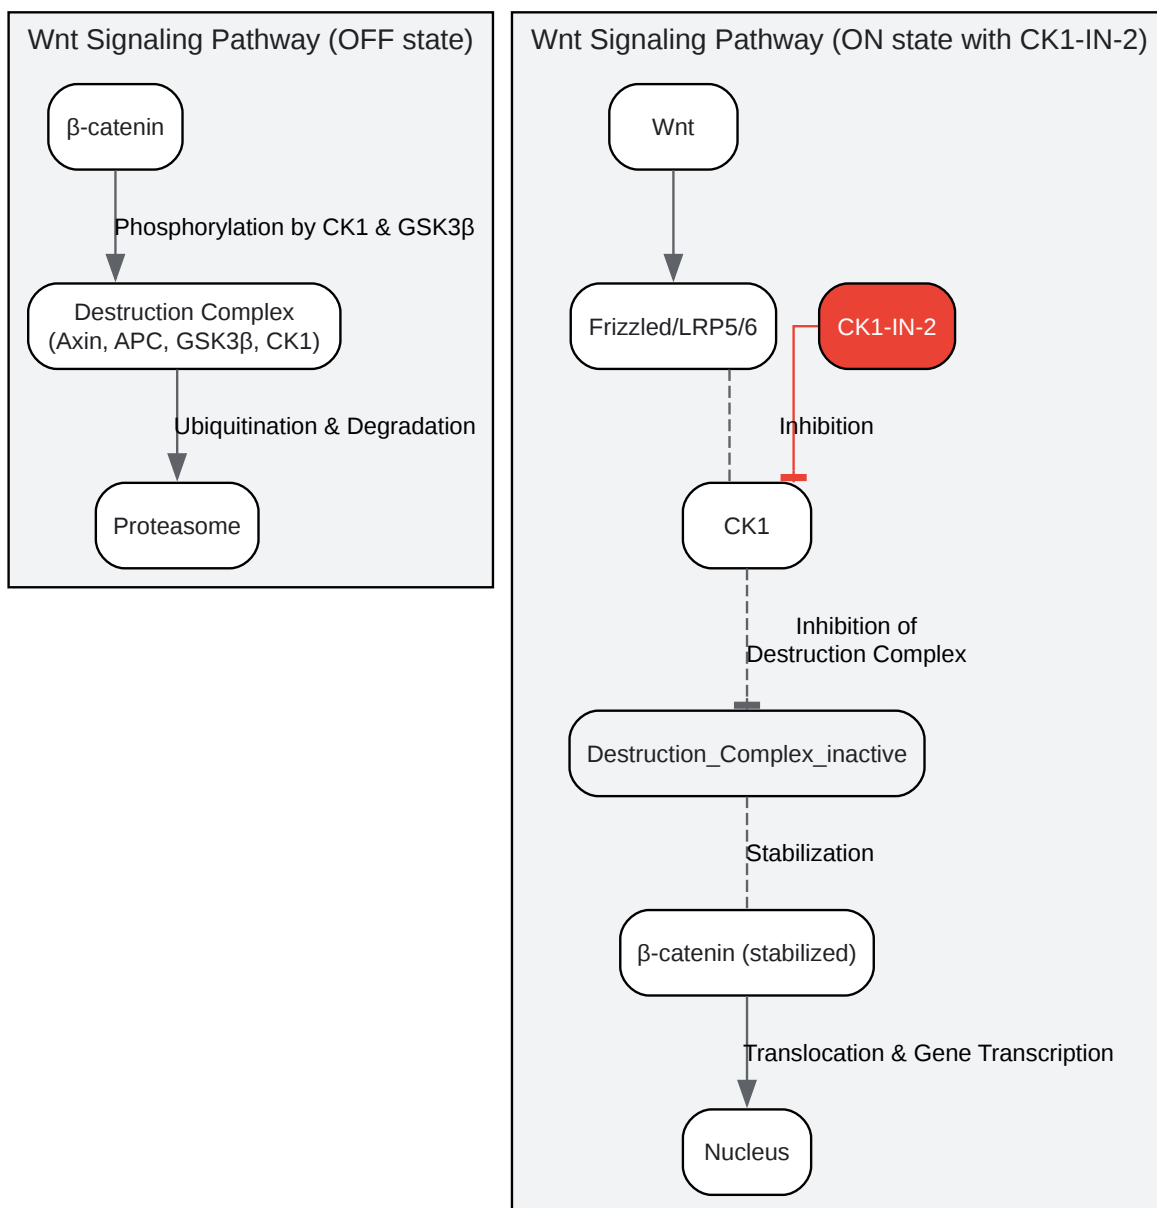 Wnt Signaling Pathway (OFF state)
β-catenin
Phosphorylation by CK1 & GSK3β
Destruction Complex
(Axin, APC, GSK3β, CK1)
Ubiquitination & Degradation
Proteasome
Wnt Signaling Pathway (ON state with CK1-IN-2)
Wnt
Frizzled/LRP5/6
CK1-IN-2
Inhibition
CK1
Inhibition of
Destruction Complex
Destruction_Complex_inactive
Stabilization
β-catenin (stabilized)
Translocation & Gene Transcription
Nucleus